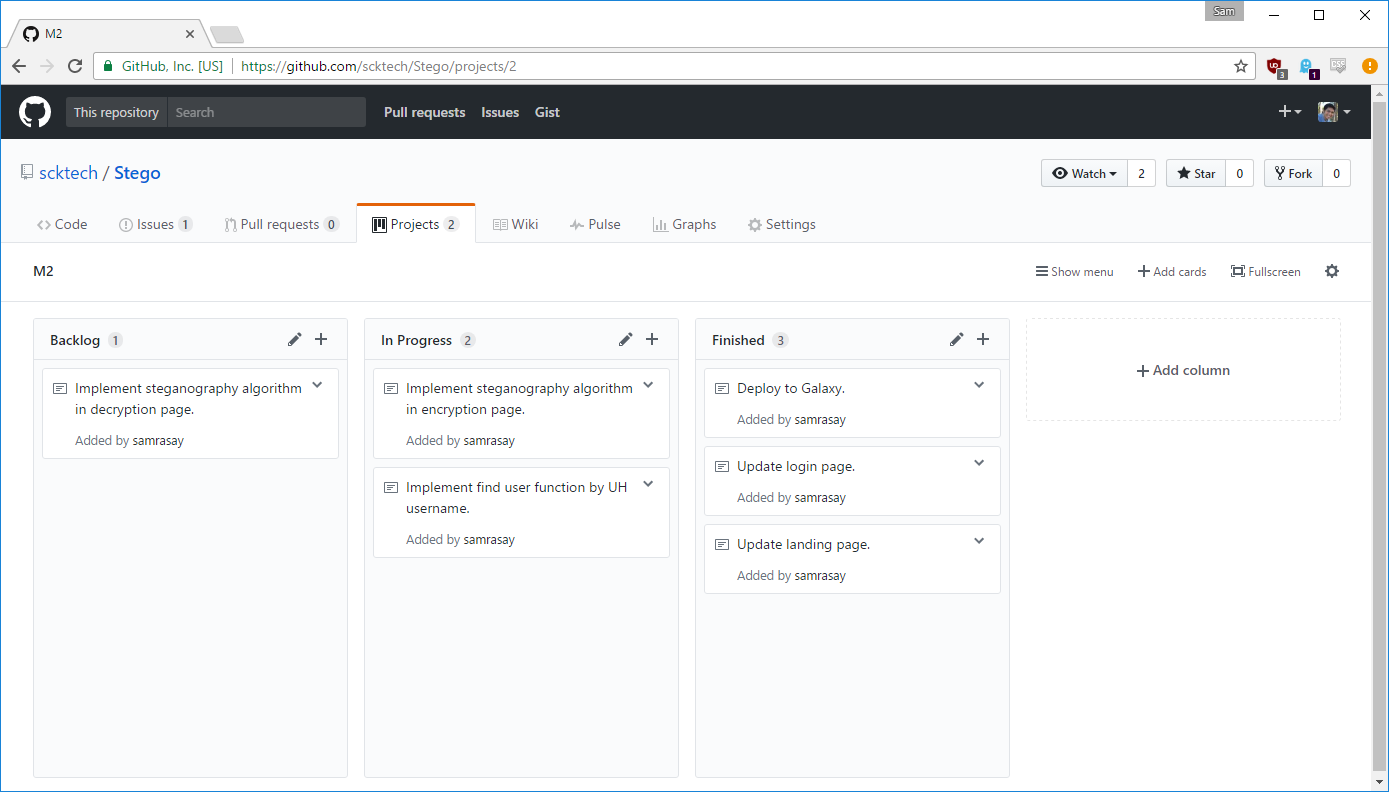 Sam
M2
GitHub, Inc. [US] https://github.com/scktech/Stego/projects/2
3 1 CSP
This repository Search Pull requests Issues Gist
scktech / Stego
Watch 2 Star 0 Fork 0
Code Issues 1 Pull requests 0 Projects 2 Wiki Pulse Graphs Settings
M2
Show menu Add cards Fullscreen
Backlog 1
Implement steganography algorithm
in decryption page.
Added by samrasay
In Progress 2
Implement steganography algorithm
in encryption page.
Added by samrasay
Implement find user function by UH
username.
Added by samrasay
Finished 3
Deploy to Galaxy.
Added by samrasay
Update login page.
Added by samrasay
Update landing page.
Added by samrasay
Add column